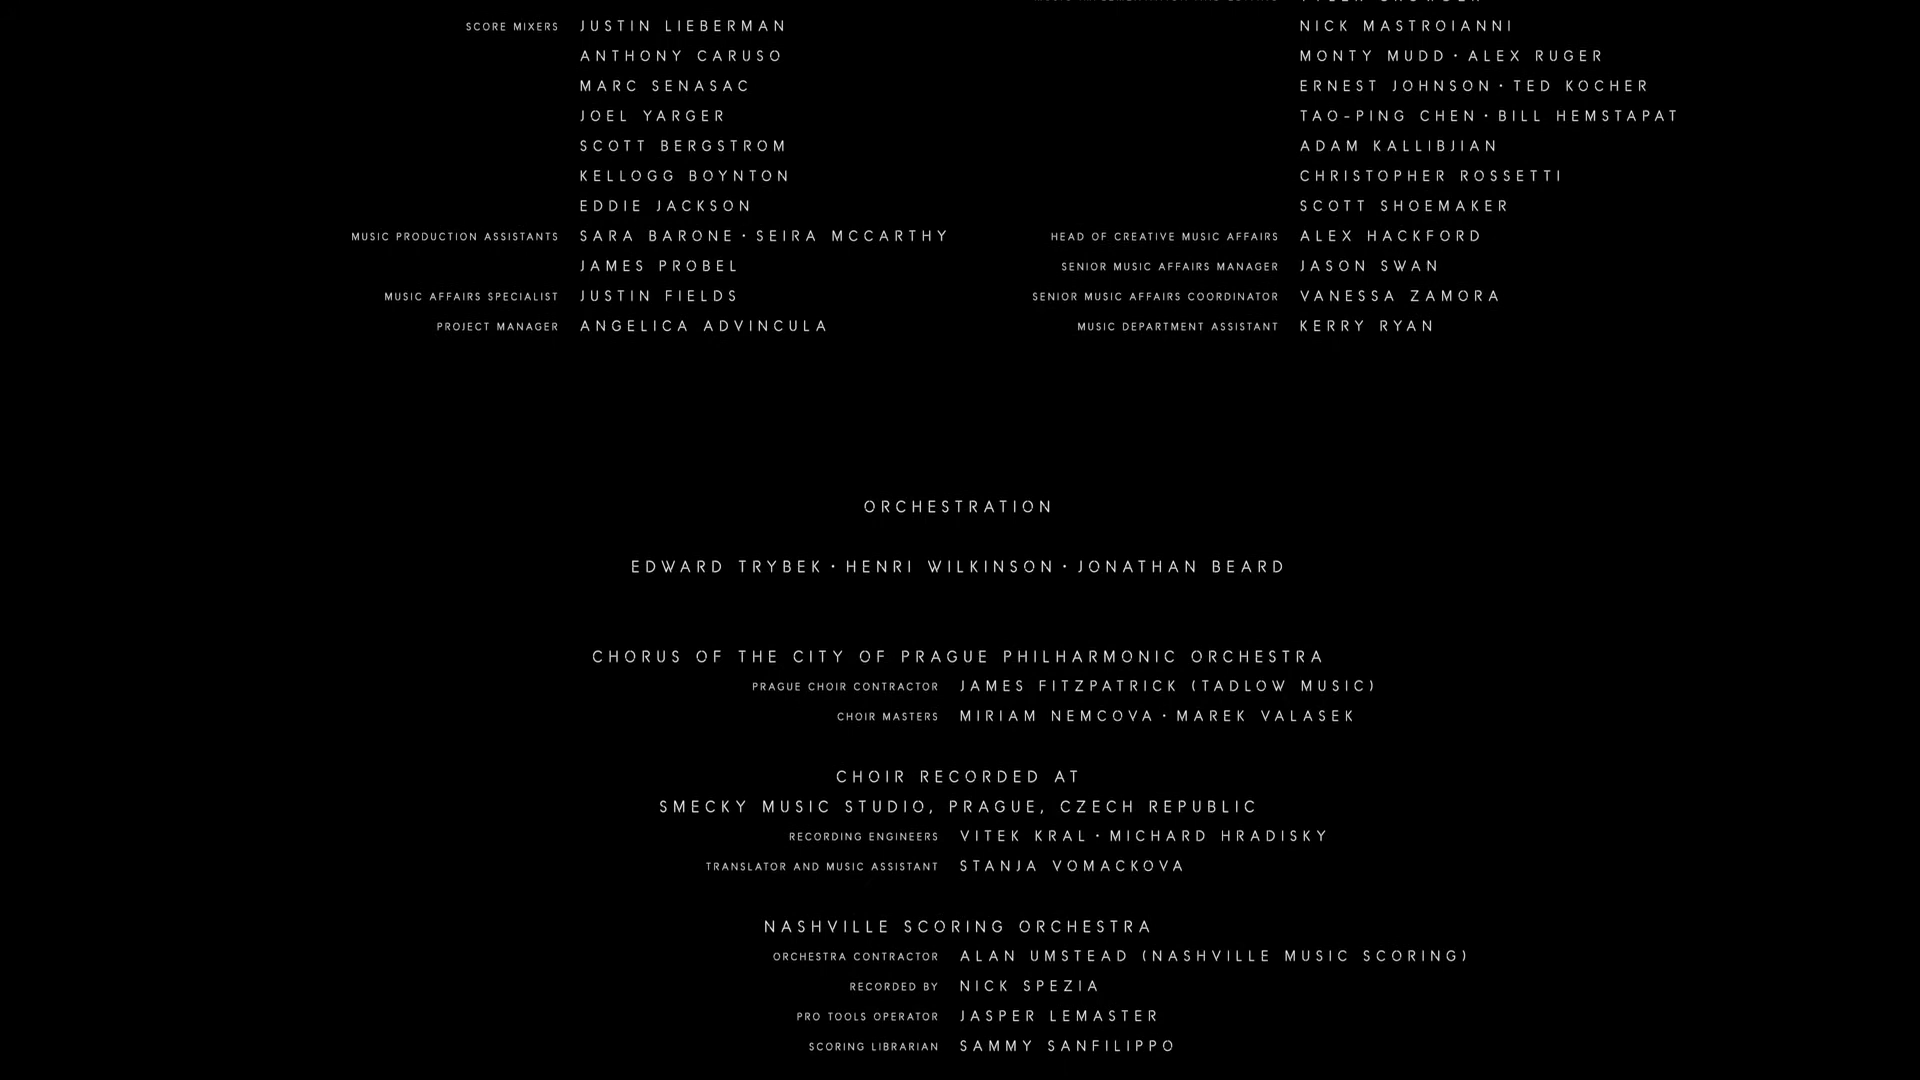 SCORE MIXERS JUSTIN LIEBERMAN
ANTHONY CARUSO
MARC SENASAC
JOEL YARGER
SCOTT BERGSTROM
KELLOGG BOYNTON
EDDIE JACKSON
MUSIC PRODUCTION ASSISTANTS SARA BARONE · SEIRA MCCARTHY
JAMES PROBEL
MUSIC AFFAIRS SPECIALIST JUSTIN FIELDS
PROJECT MANAGER ANGELICA ADVINCULA
NICK MASTROIANNI
MONTY MUDD · ALEX RUGER
ERNEST JOHNSON · TED KOCHER
TAO-PING CHEN · BILL HEMSTAPAT
ADAM KALLIBJIAN
CHRISTOPHER ROSSETTI
SCOTT SHOEMAKER
HEAD OF CREATIVE MUSIC AFFAIRS ALEX HACKFORD
SENIOR MUSIC AFFAIRS MANAGER JASON SWAN
SENIOR MUSIC AFFAIRS COORDINATOR VANESSA ZAMORA
MUSIC DEPARTMENT ASSISTANT KERRY RYAN
ORCHESTRATION
EDWARD TRYBEK · HENRI WILKINSON · JONATHAN BEARD
CHORUS OF THE CITY OF PRAGUE PHILHARMONIC ORCHESTRA
PRAGUE CHOIR CONTRACTOR JAMES FITZPATRICK (TADLOW MUSIC)
CHOIR MASTERS MIRIAM NEMCOVA · MAREK VALASEK
CHOIR RECORDED AT
SMECKY MUSIC STUDIO, PRAGUE, CZECH REPUBLIC
RECORDING ENGINEERS VITEK KRAL · MICHARD HRADISKY
TRANSLATOR AND MUSIC ASSISTANT STANJA VOMACKOVA
NASHVILLE SCORING ORCHESTRA
ORCHESTRA CONTRACTOR ALAN UMSTEAD (NASHVILLE MUSIC SCORING)
RECORDED BY NICK SPEZIA
PRO TOOLS OPERATOR JASPER LEMASTER
SCORING LIBRARIAN SAMMY SANFILIPPO